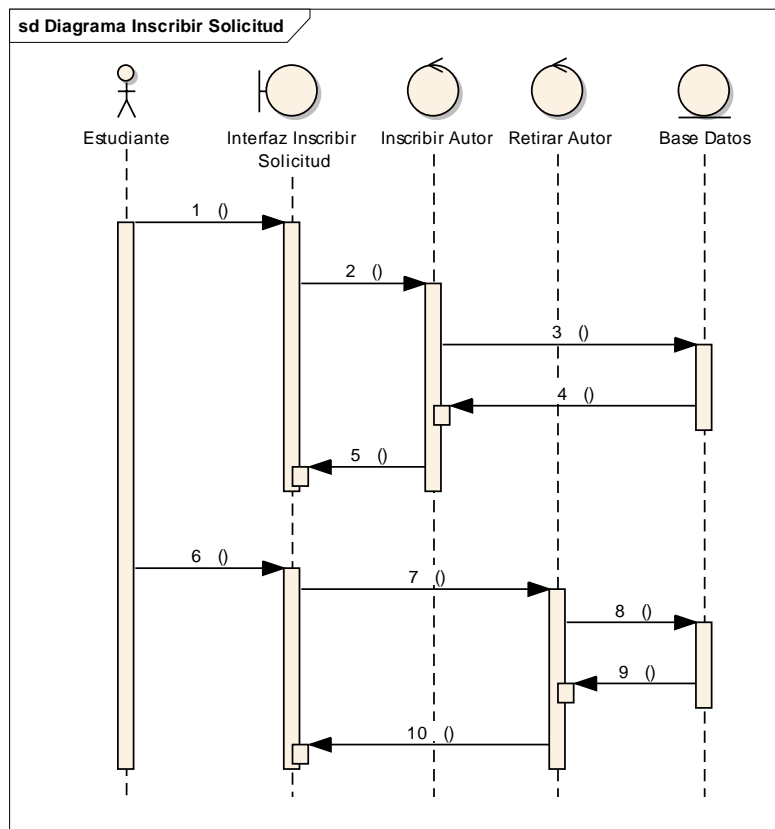 sd Diagrama Inscribir Solicitud
Estudiante
Interfaz Inscribir
Solicitud
Inscribir Autor
Retirar Autor
Base Datos
1 ()
2 ()
3 ()
4 ()
5 ()
6 ()
7 ()
8 ()
9 ()
10 ()